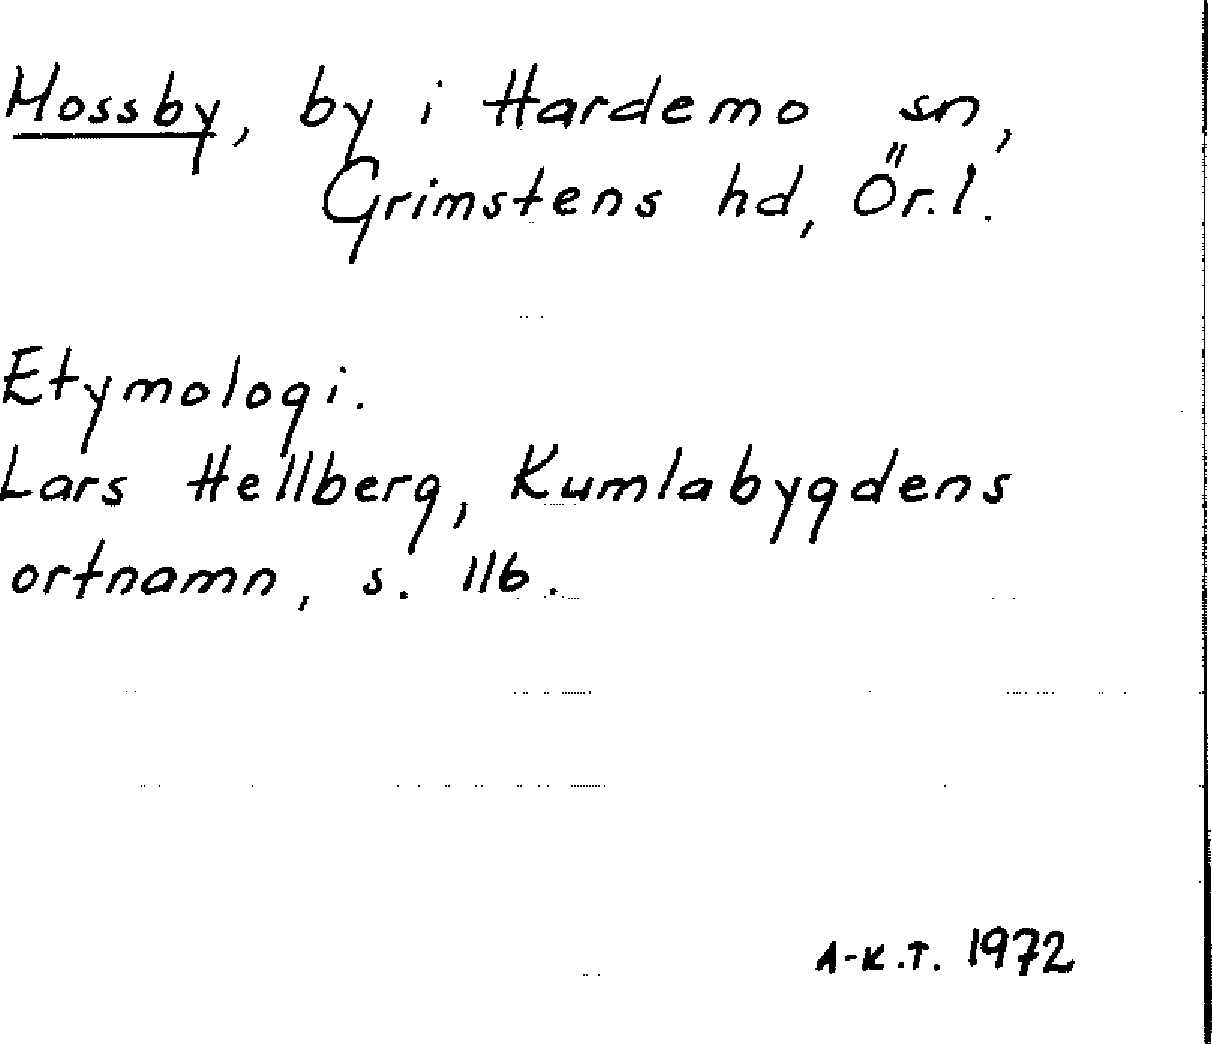 Mossby, by i Hardemo sn,
Grimstens hd, Ör.l.
Etymologi.
Lars Hellberg, Kumlabygdens
ortnamn, s. 116.
A-K.T. 1972